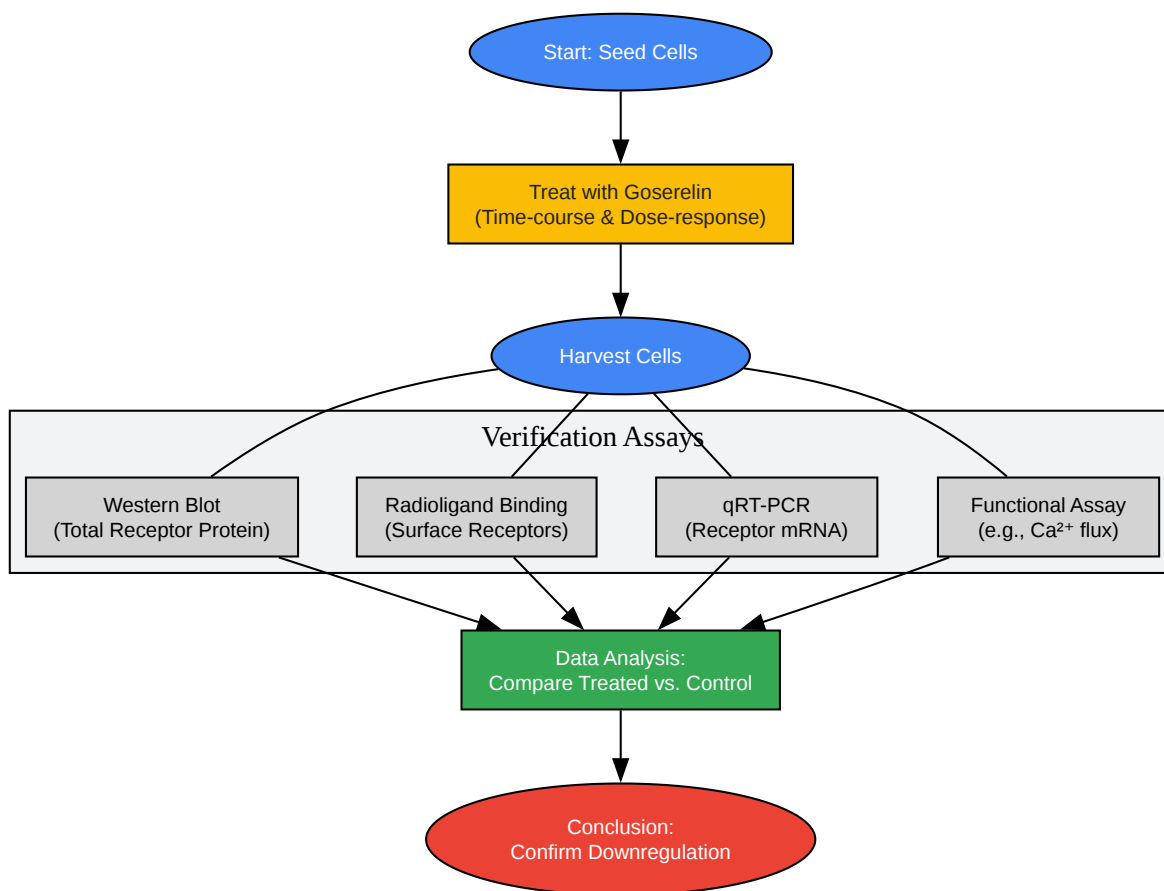 Start: Seed Cells
Treat with Goserelin
(Time-course & Dose-response)
Harvest Cells
Verification Assays
Western Blot
(Total Receptor Protein)
Radioligand Binding
(Surface Receptors)
qRT-PCR
(Receptor mRNA)
Functional Assay
(e.g., Ca²⁺ flux)
Data Analysis:
Compare Treated vs. Control
Conclusion:
Confirm Downregulation